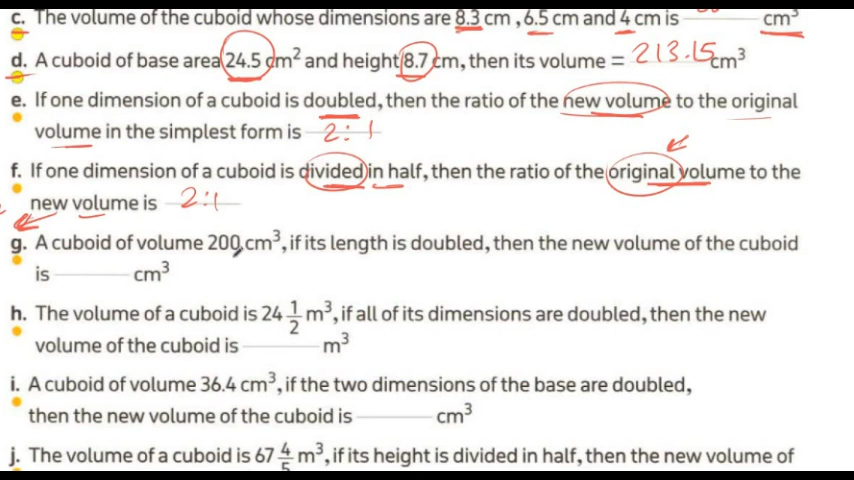 c. The volume of the cuboid whose dimensions are 8.3 cm , 6.5 cm and 4 cm is cm³
d. A cuboid of base area 24.5 cm² and height 8.7 cm, then its volume = 213.15 cm³
e. If one dimension of a cuboid is doubled, then the ratio of the new volume to the original
volume in the simplest form is 2:1
f. If one dimension of a cuboid is divided in half, then the ratio of the original volume to the
new volume is 2:1
g. A cuboid of volume 200 cm³, if its length is doubled, then the new volume of the cuboid
is cm³
h. The volume of a cuboid is 24 1/2 m³, if all of its dimensions are doubled, then the new
volume of the cuboid is m³
i. A cuboid of volume 36.4 cm³, if the two dimensions of the base are doubled,
then the new volume of the cuboid is cm³
j. The volume of a cuboid is 67 4/5 m³, if its height is divided in half, then the new volume of